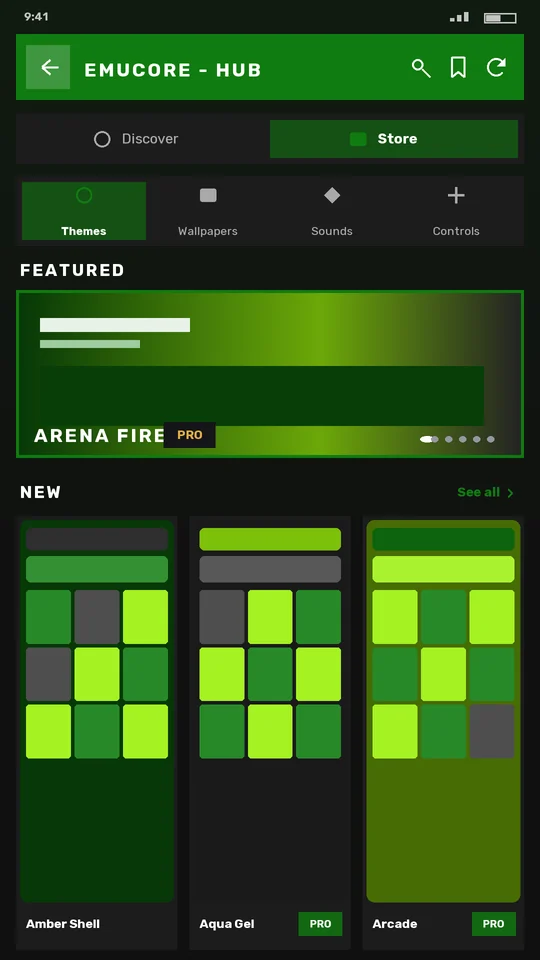 9:41
EMUCORE - HUB
Discover
Store
Themes
Wallpapers
Sounds
Controls
FEATURED
ARENA FIRE
PRO
NEW
See all
Amber Shell
Aqua Gel
PRO
Arcade
PRO